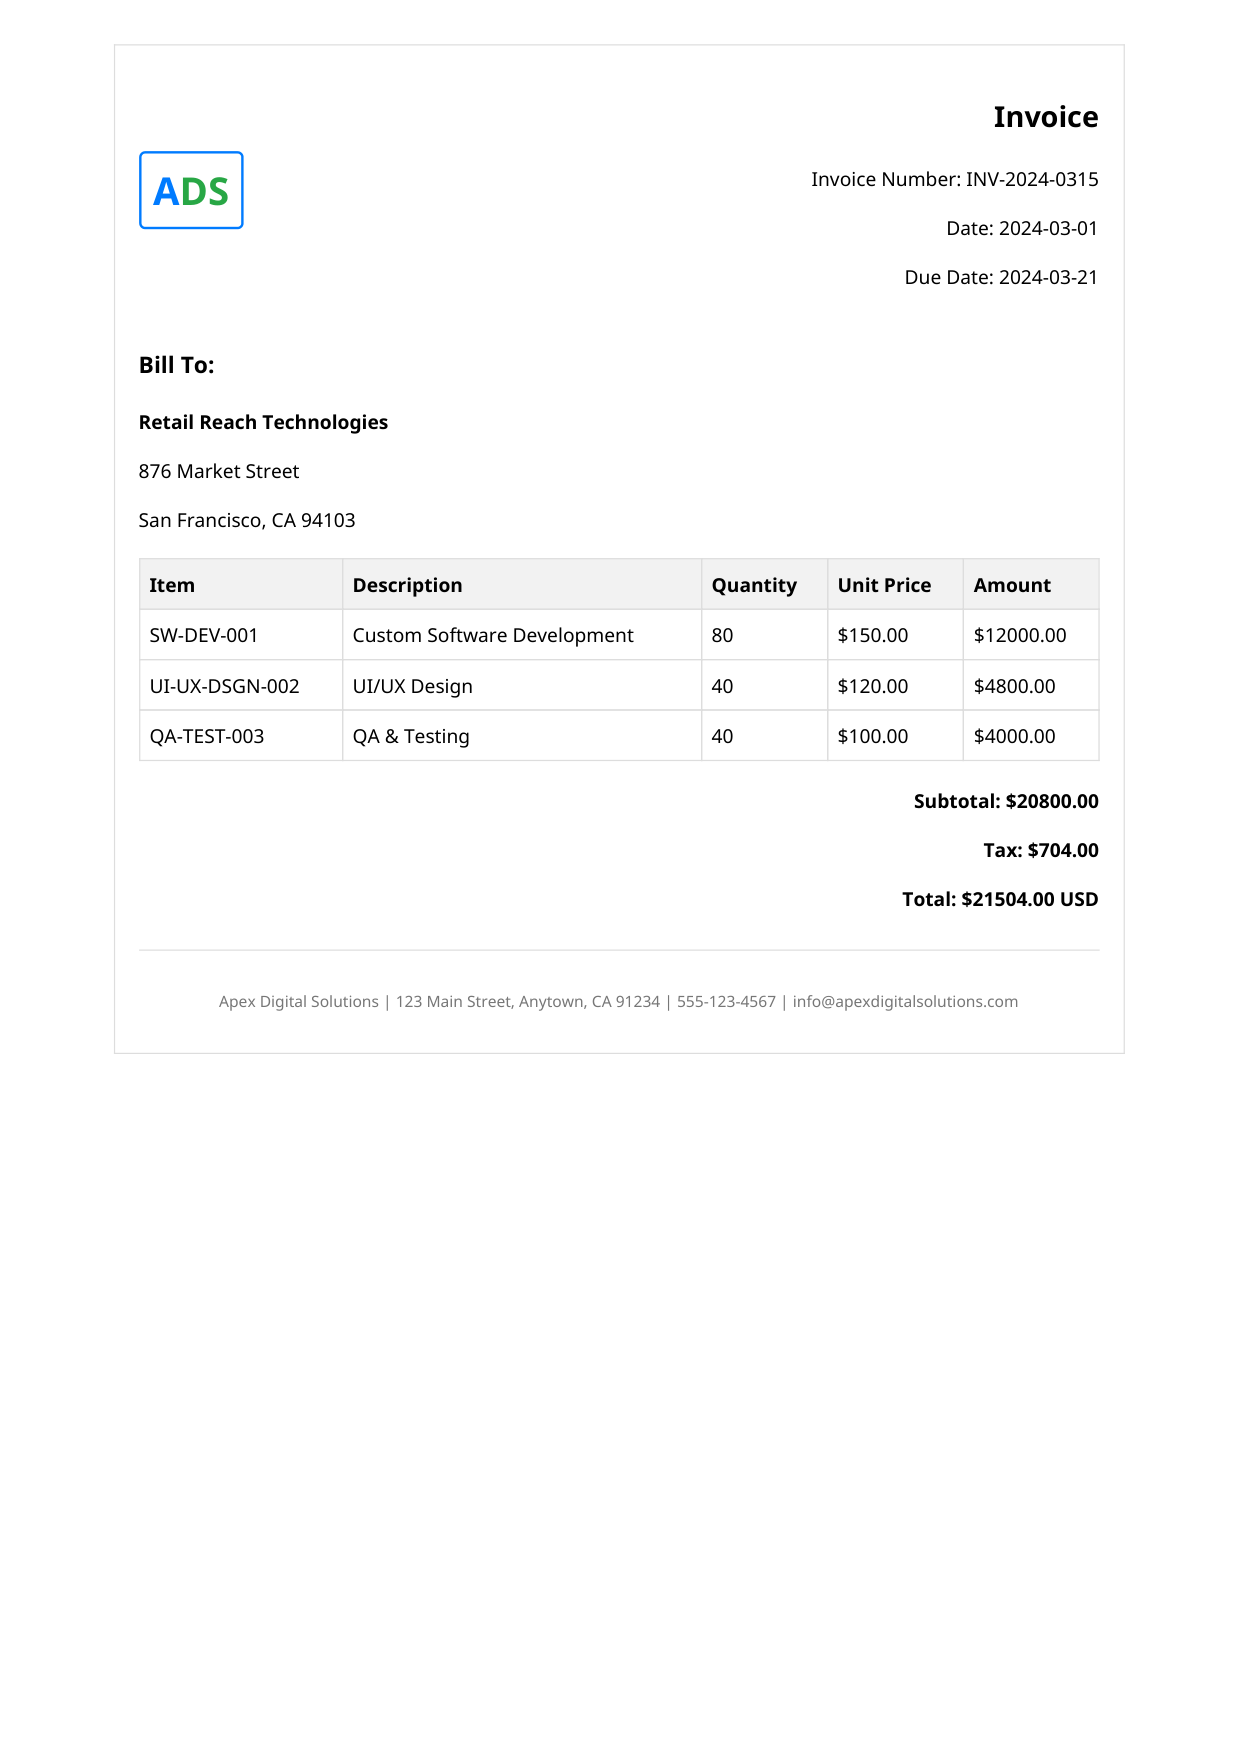 Invoice
ADS
Invoice Number: INV-2024-0315
Date: 2024-03-01
Due Date: 2024-03-21
Bill To:
Retail Reach Technologies
876 Market Street
San Francisco, CA 94103
Item Description Quantity Unit Price Amount
SW-DEV-001 Custom Software Development 80 $150.00 $12000.00
UI-UX-DSGN-002 UI/UX Design 40 $120.00 $4800.00
QA-TEST-003 QA & Testing 40 $100.00 $4000.00
Subtotal: $20800.00
Tax: $704.00
Total: $21504.00 USD
Apex Digital Solutions | 123 Main Street, Anytown, CA 91234 | 555-123-4567 | info@apexdigitalsolutions.com